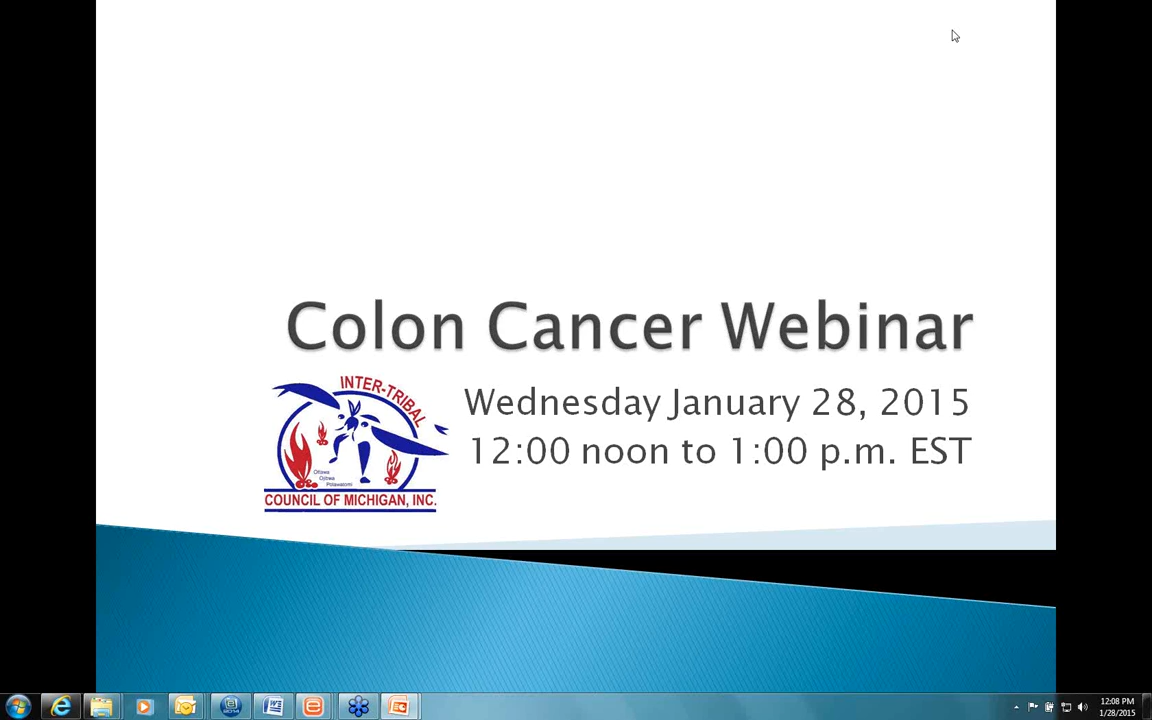 Colon Cancer Webinar
INTER-TRIBAL
Ottawa
Ojibwa
Potawatomi
COUNCIL OF MICHIGAN, INC.
Wednesday January 28, 2015
12:00 noon to 1:00 p.m. EST
12:08 PM
1/28/2015